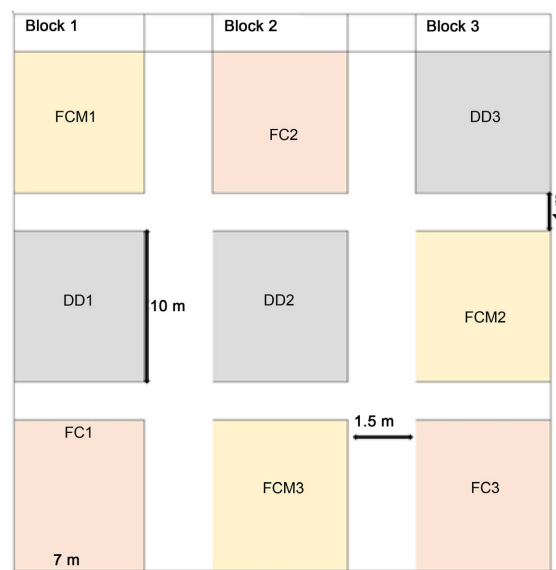 Block 1
Block 2
Block 3
FCM1
FC2
DD3
DD1
10 m
DD2
FCM2
FC1
1.5 m
FCM3
FC3
7 m